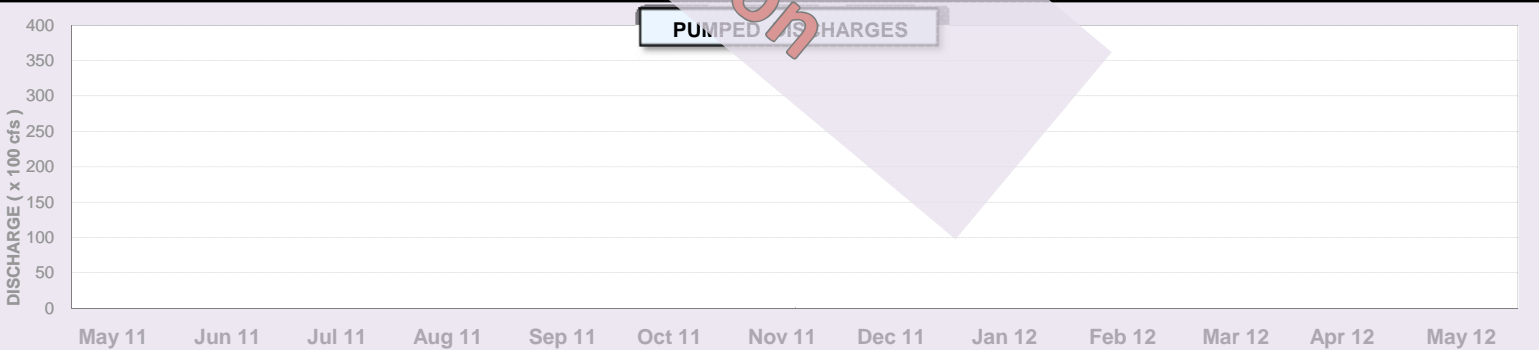 PUMPED DISCHARGES
DISCHARGE ( x 100 cfs )
400
350
300
250
200
150
100
50
0
May 11 Jun 11 Jul 11 Aug 11 Sep 11 Oct 11 Nov 11 Dec 11 Jan 12 Feb 12 Mar 12 Apr 12 May 12
on